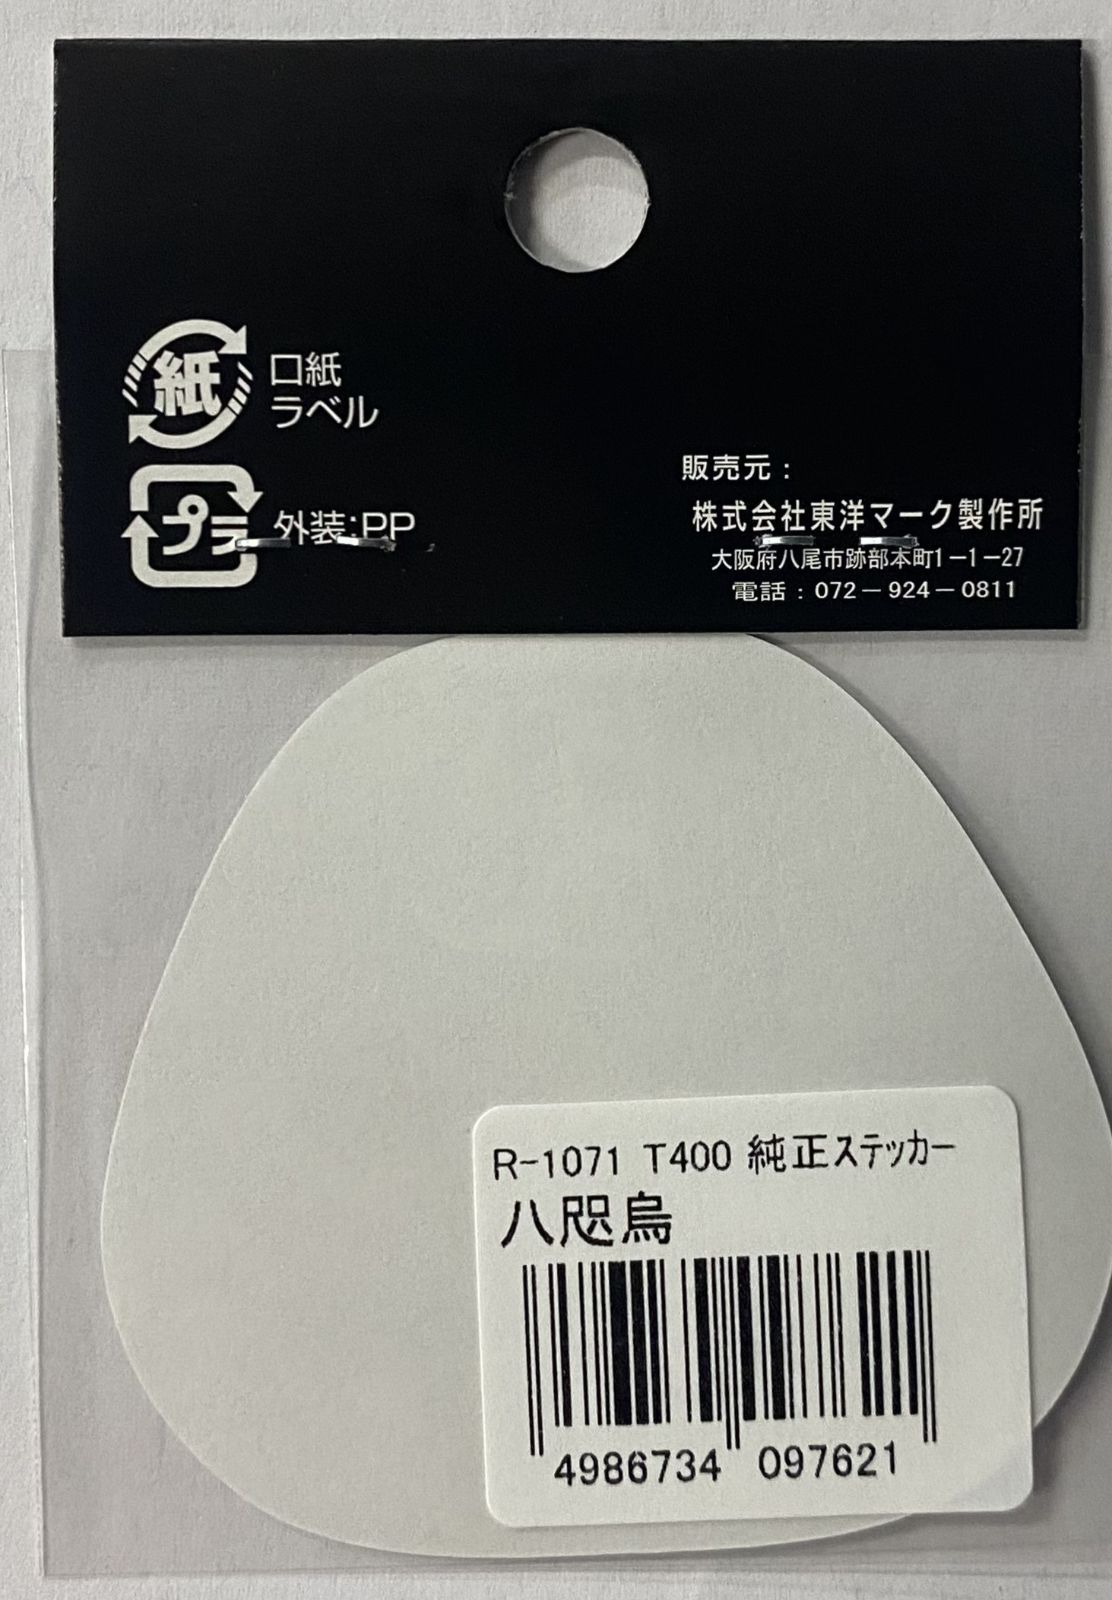 紙
口紙
ラベル
プラ
外装:PP
販売元：
株式会社東洋マーク製作所
大阪府八尾市跡部本町1－1－27
電話：072－924－0811
R-1071 T400 純正ステッカー
八咫烏
4986734 097621